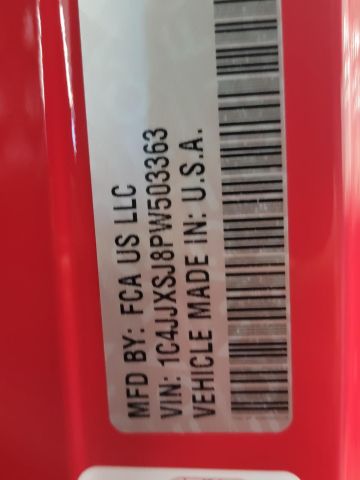 MFD BY: FCA US LLC
VIN: 1C4JJXSJ8PW503363
VEHICLE MADE IN: U.S.A.